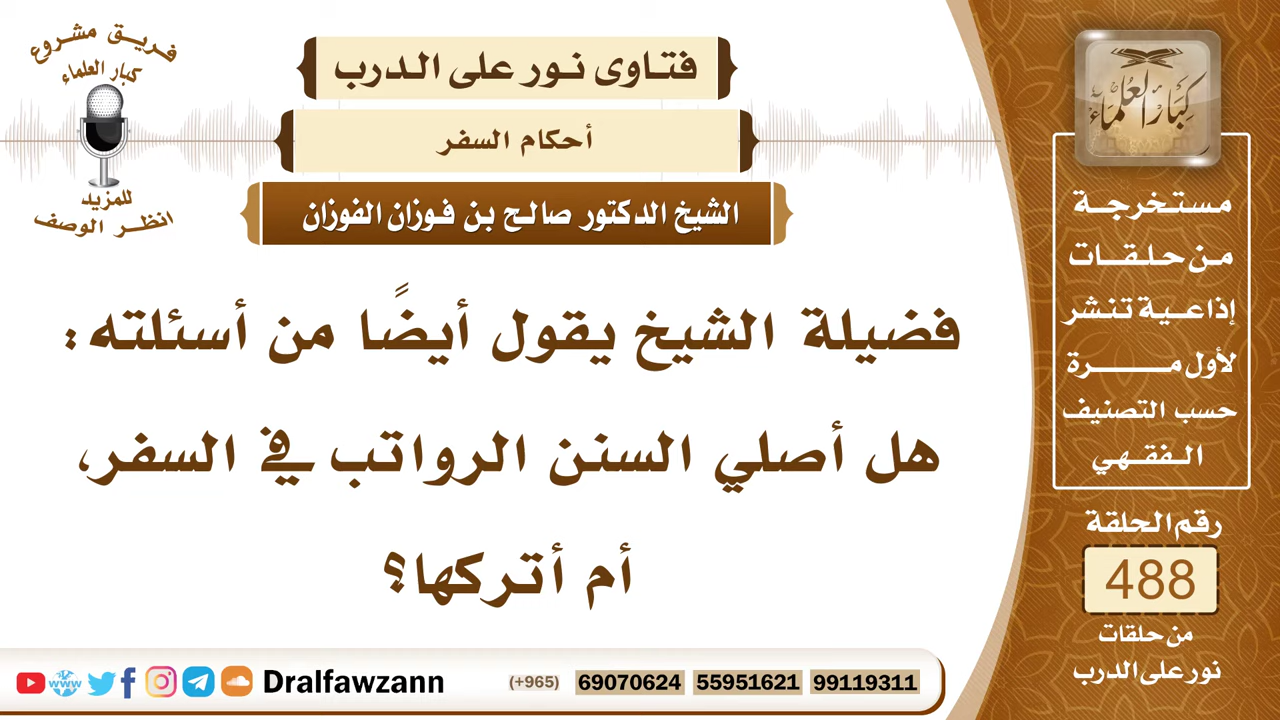 فريق مشروع
كبار العلماء
للمزيد
انظر الوصف
فتاوى نور على الدرب
أحكام السفر
الشيخ الدكتور صالح بن فوزان الفوزان
فضيلة الشيخ يقول أيضًا من أسئلته:
هل أصلي السنن الرواتب في السفر،
أم أتركها؟
كبار العلماء
مستخرجة
من حلقات
إذاعية تنشر
لأول مرة
حسب التصنيف
الفقهي
رقم الحلقة
488
من حلقات
نور على الدرب
www
Dralfawzann
(+965) 69070624 55951621 99119311